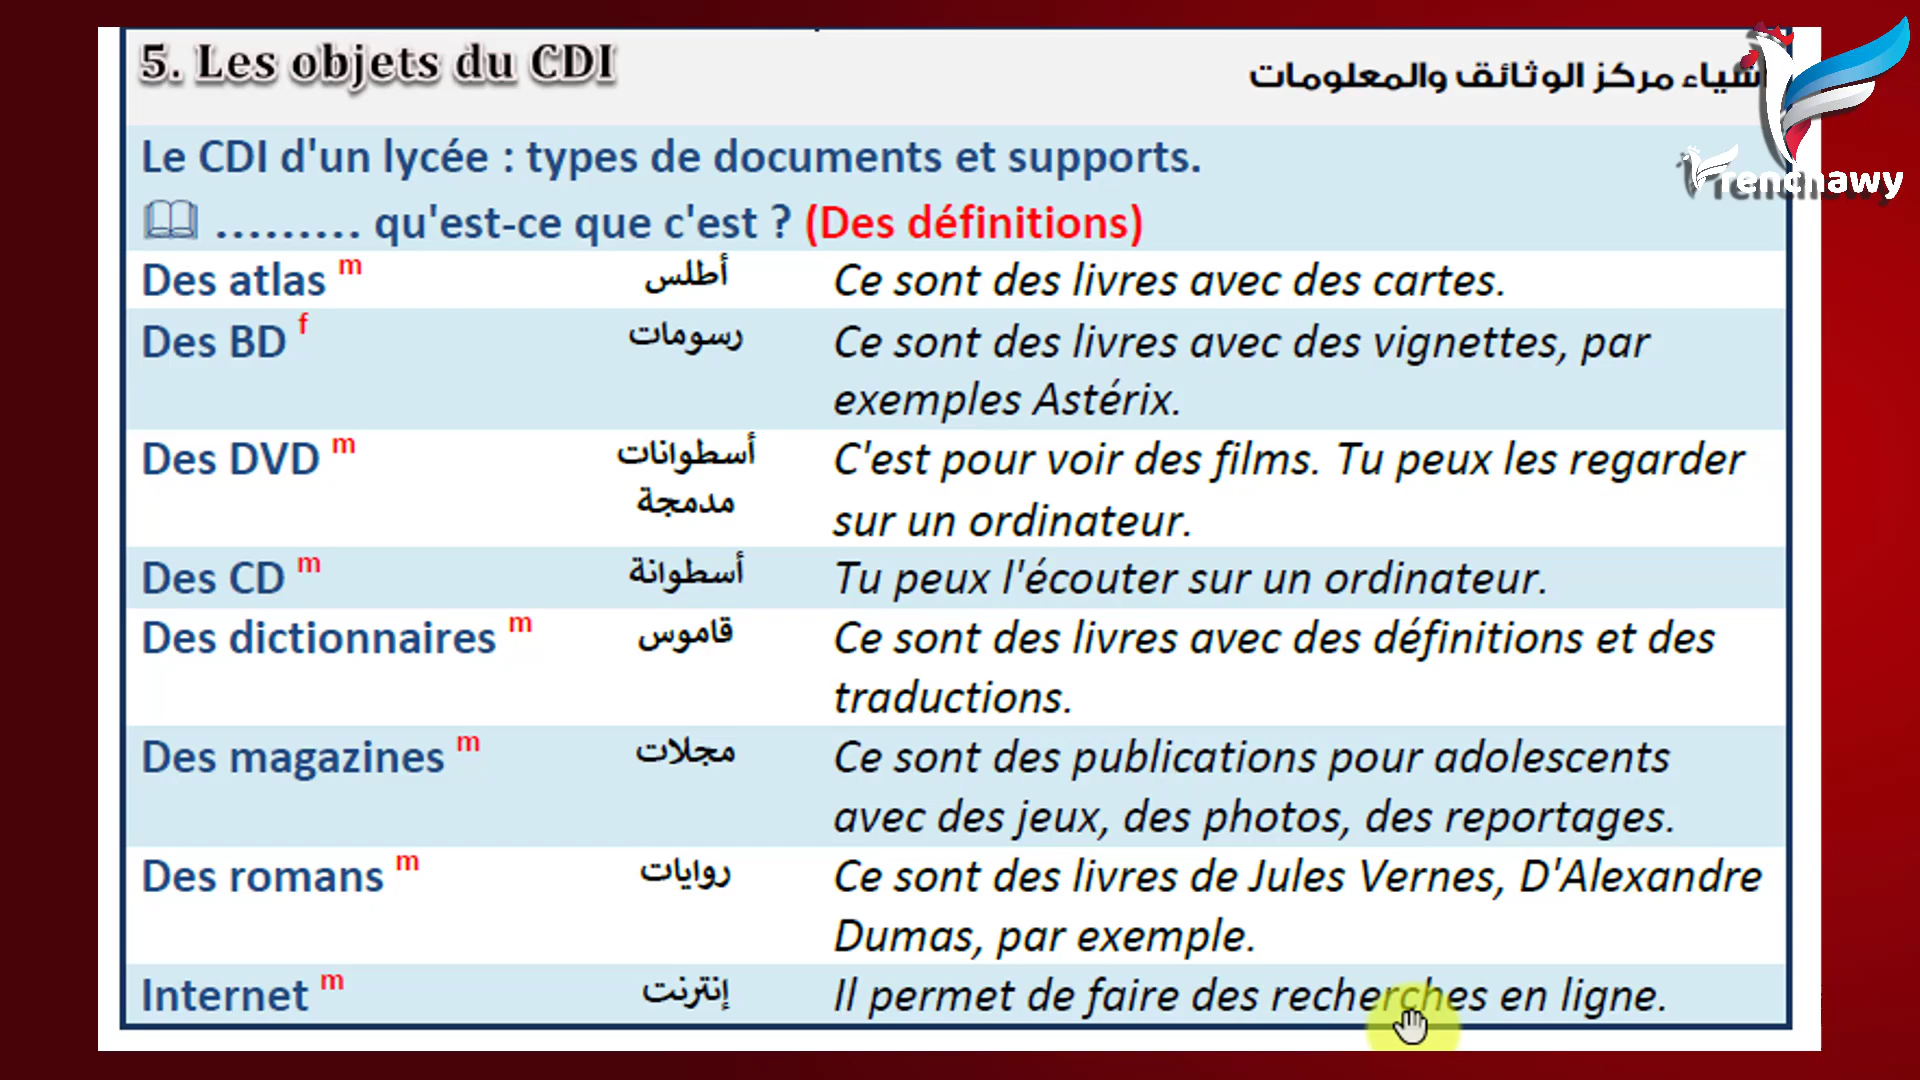 5. Les objets du CDI
أشياء مركز الوثائق والمعلومات
Frenchawy
Le CDI d'un lycée : types de documents et supports.
......... qu'est-ce que c'est ? (Des définitions)
Des atlas m أطلس Ce sont des livres avec des cartes.
Des BD f رسومات Ce sont des livres avec des vignettes, par
exemples Astérix.
Des DVD m أسطوانات C'est pour voir des films. Tu peux les regarder
مدمجة sur un ordinateur.
Des CD m أسطوانة Tu peux l'écouter sur un ordinateur.
Des dictionnaires m قاموس Ce sont des livres avec des définitions et des
traductions.
Des magazines m مجلات Ce sont des publications pour adolescents
avec des jeux, des photos, des reportages.
Des romans m روايات Ce sont des livres de Jules Vernes, D'Alexandre
Dumas, par exemple.
Internet m إنترنت Il permet de faire des recherches en ligne.